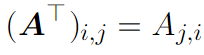 (𝑨^⊤)_{i,j} = A_{j,i}